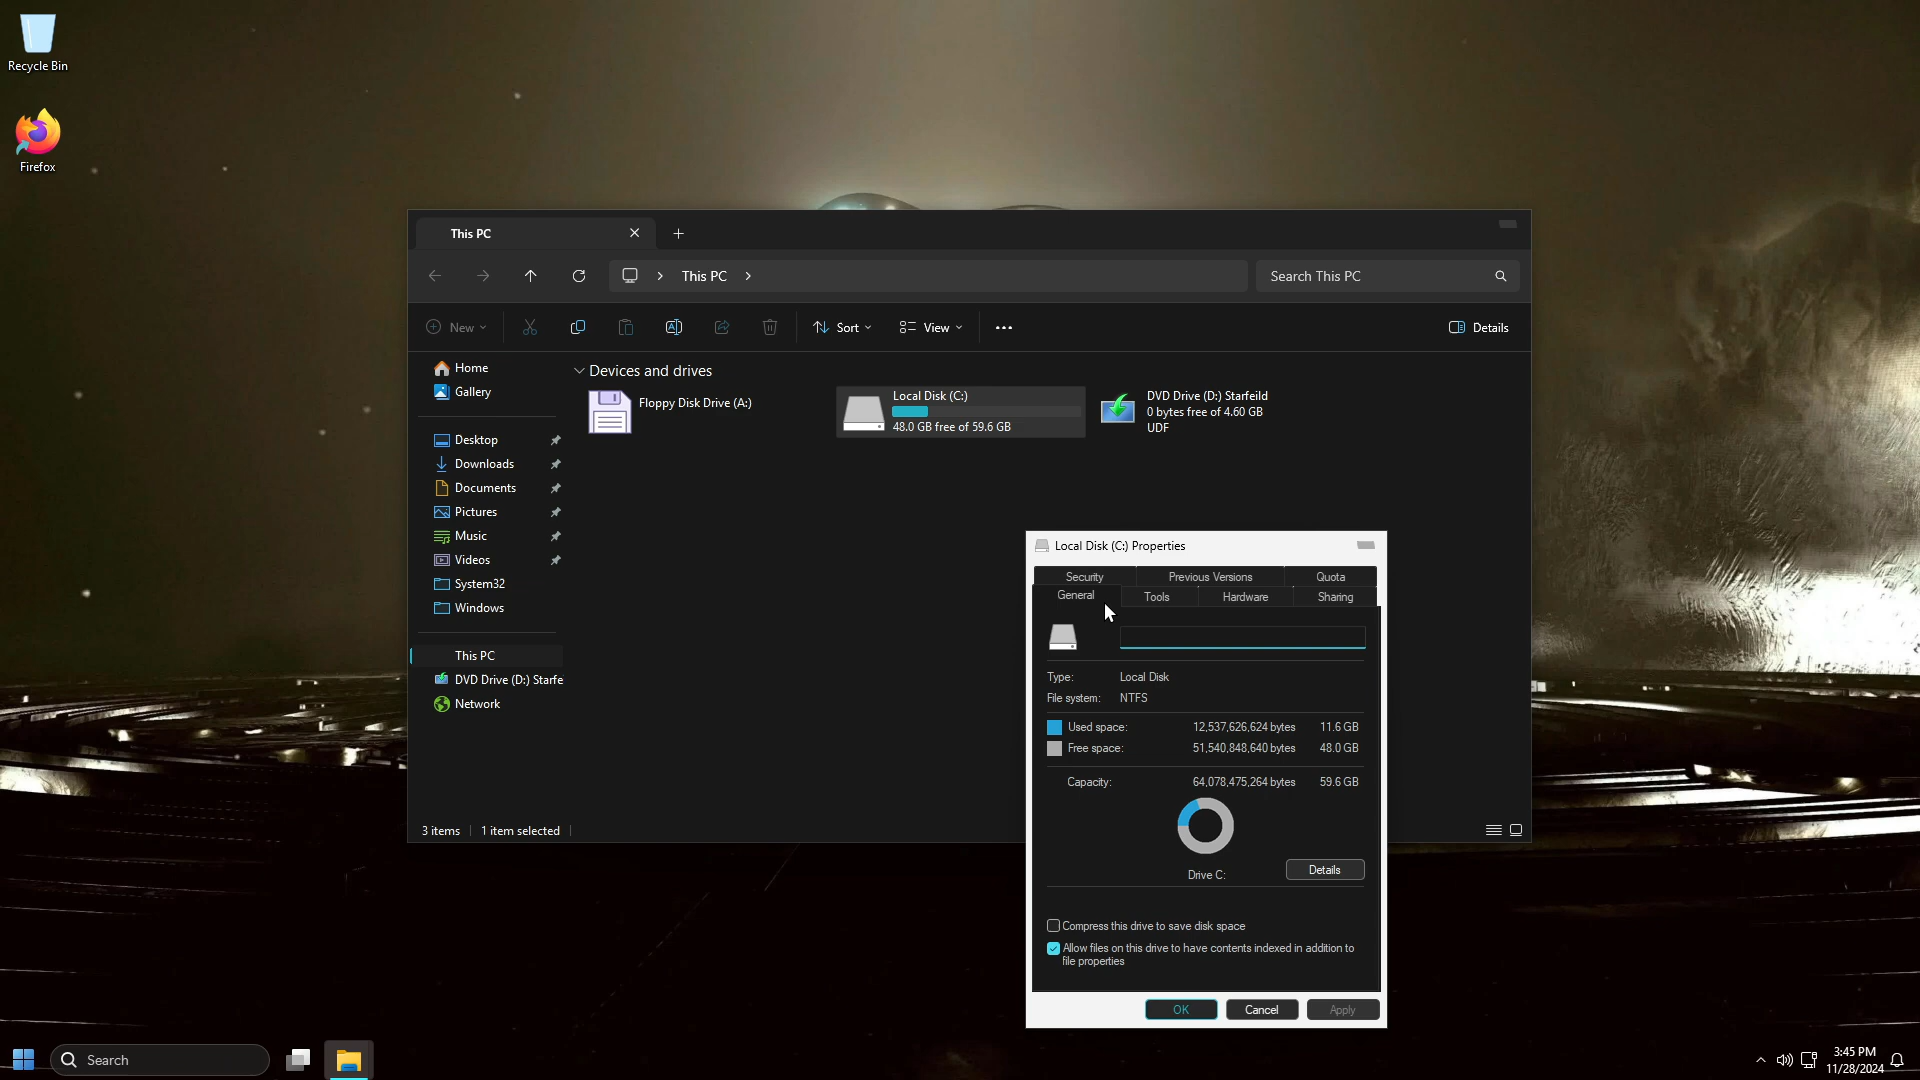 Recycle Bin
Firefox
This PC
This PC
Search This PC
New
Sort
View
Details
Home
Gallery
Desktop
Downloads
Documents
Pictures
Music
Videos
System32
Windows
This PC
DVD Drive (D:) Starfe
Network
Devices and drives
Floppy Disk Drive (A:)
Local Disk (C:)
48.0 GB free of 59.6 GB
DVD Drive (D:) Starfeild
0 bytes free of 4.60 GB
UDF
3 items
1 item selected
Local Disk (C:) Properties
Security Previous Versions Quota
General Tools Hardware Sharing
Type: Local Disk
File system: NTFS
Used space: 12,537,626,624 bytes 11.6 GB
Free space: 51,540,848,640 bytes 48.0 GB
Capacity: 64,078,475,264 bytes 59.6 GB
Drive C:
Details
Compress this drive to save disk space
Allow files on this drive to have contents indexed in addition to
file properties
OK Cancel Apply
Search
3:45 PM
11/28/2024